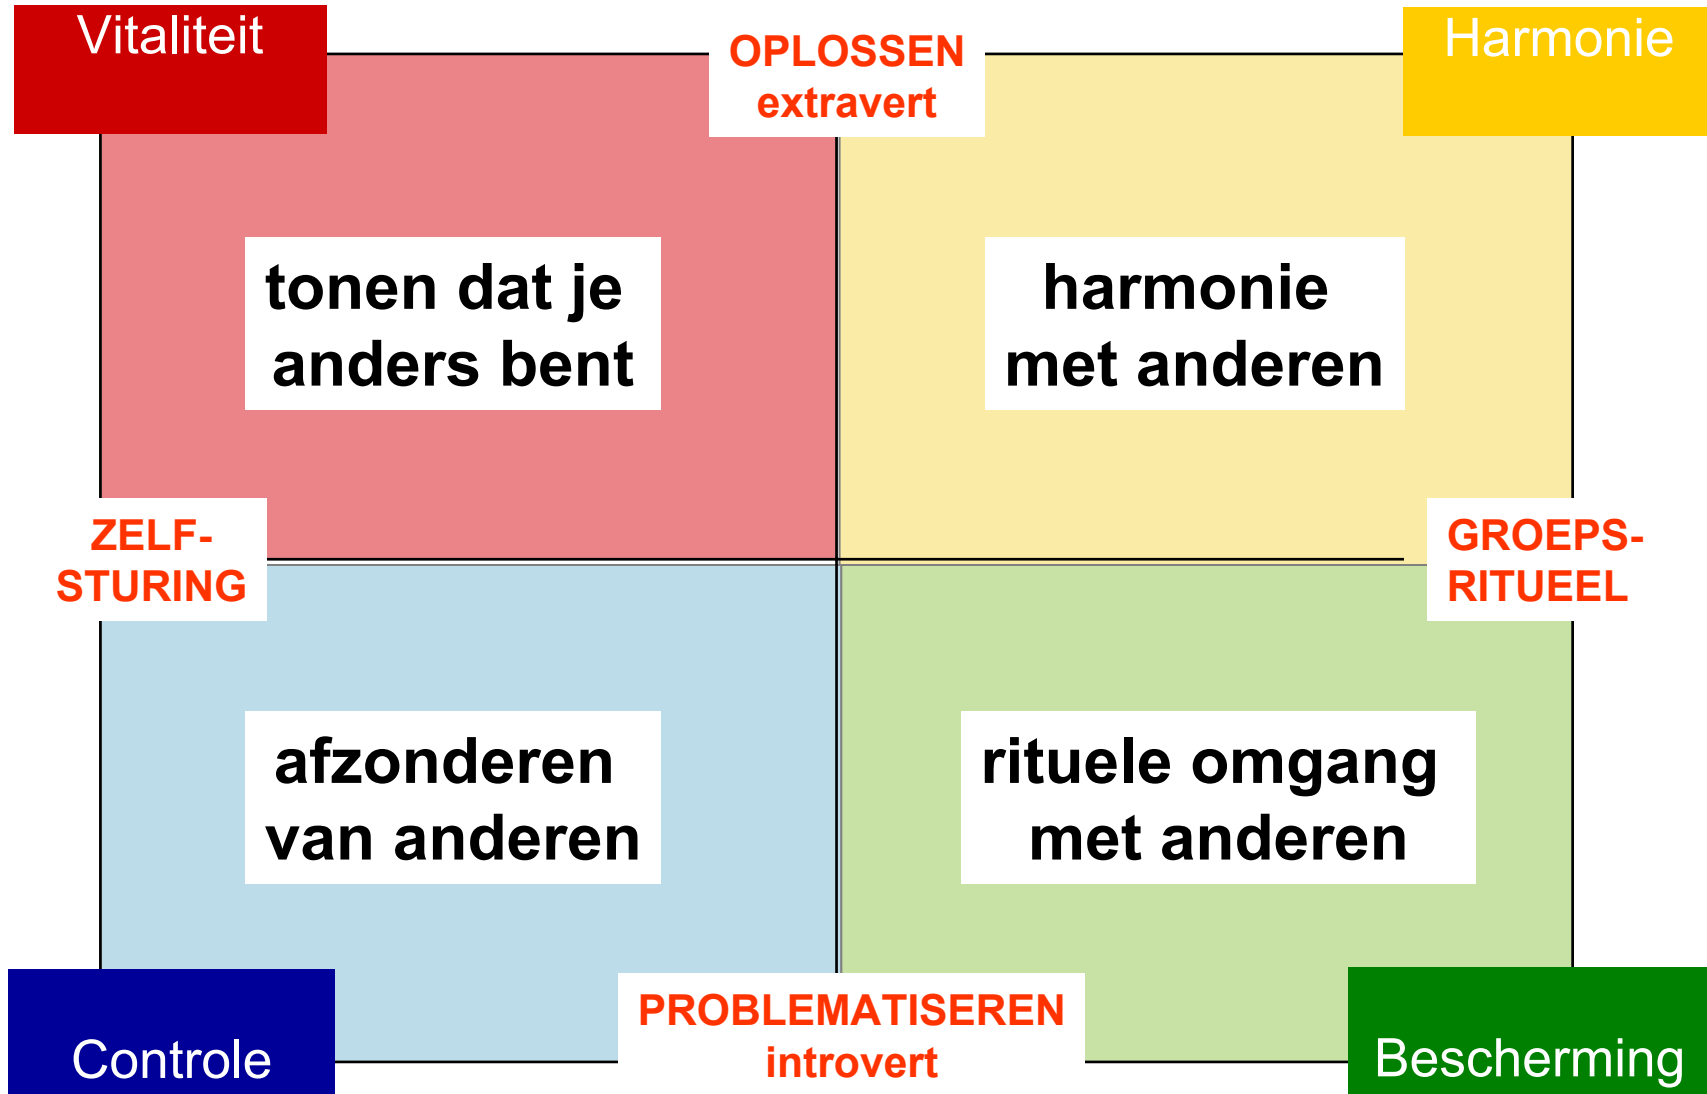 Vitaliteit
OPLOSSEN
extravert
Harmonie
tonen dat je
anders bent
harmonie
met anderen
ZELF-
STURING
GROEPS-
RITUEEL
afzonderen
van anderen
rituele omgang
met anderen
Controle
PROBLEMATISEREN
introvert
Bescherming